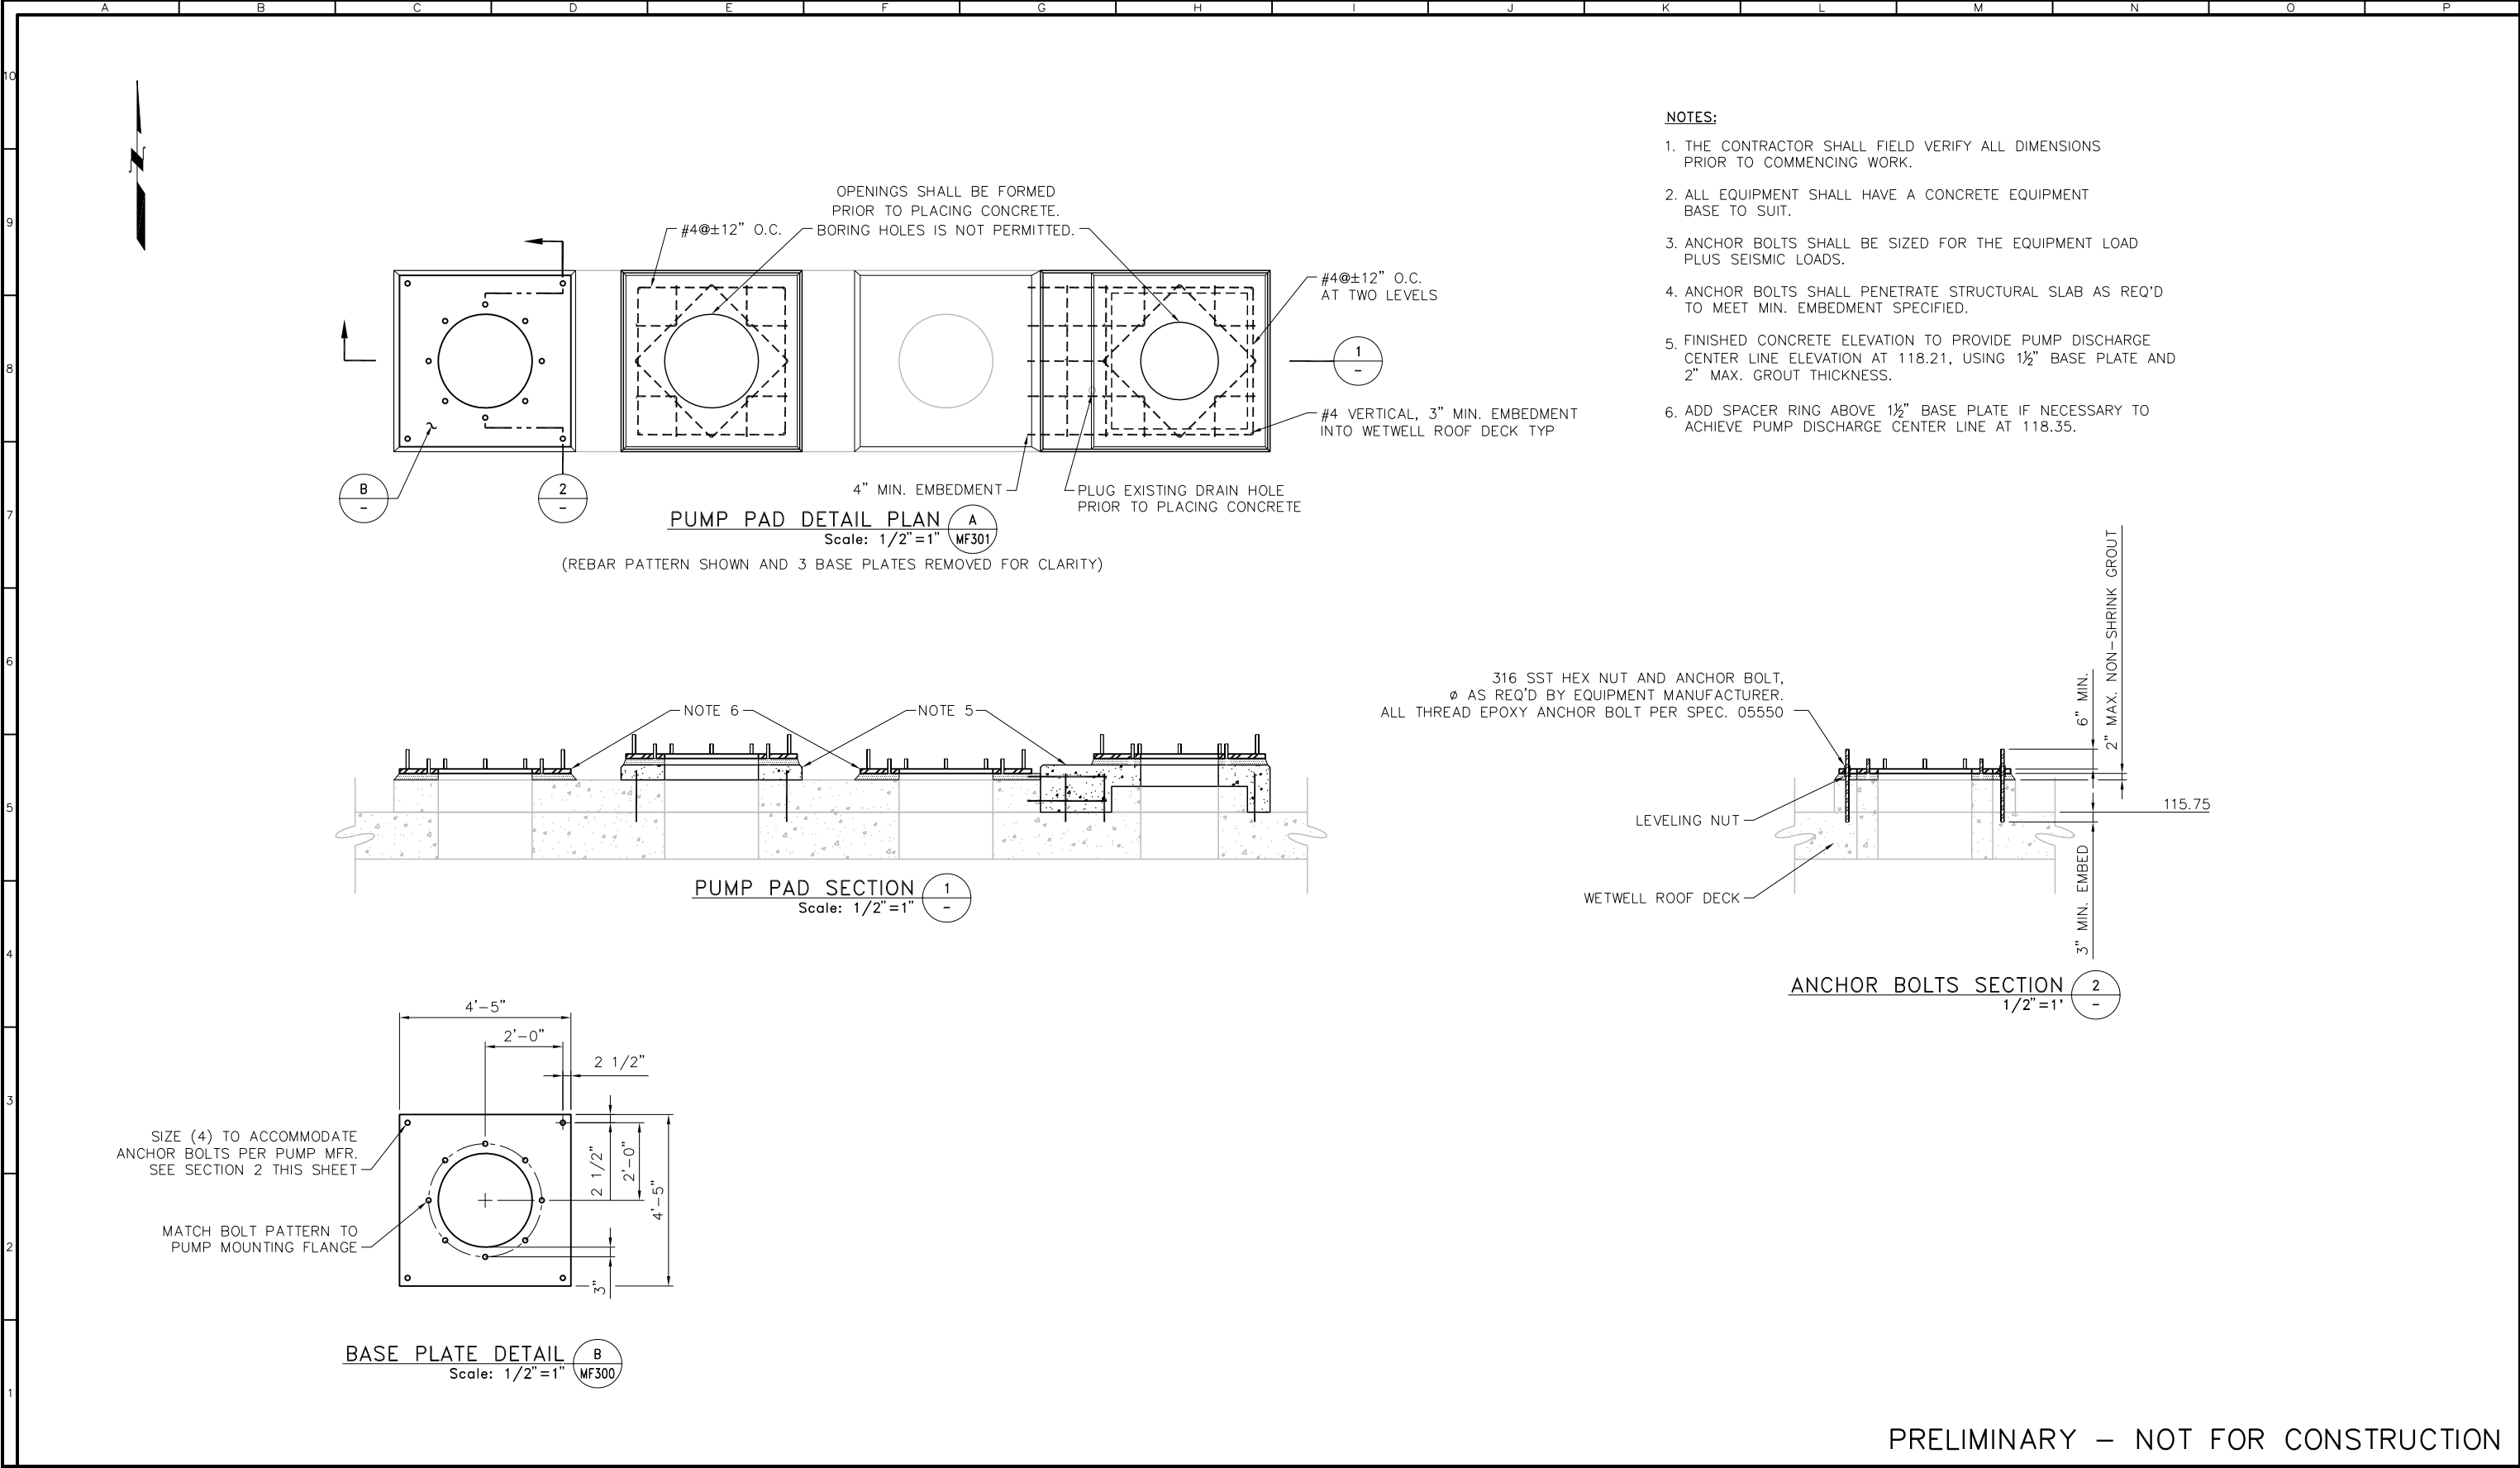 A B C D E F G H I J K L M N O P
10
9
8
7
6
5
4
3
2
1
OPENINGS SHALL BE FORMED
PRIOR TO PLACING CONCRETE.
BORING HOLES IS NOT PERMITTED.
#4@±12" O.C.
#4@±12" O.C.
AT TWO LEVELS
1
-
#4 VERTICAL, 3" MIN. EMBEDMENT
INTO WETWELL ROOF DECK TYP
B
-
2
-
4" MIN. EMBEDMENT
PLUG EXISTING DRAIN HOLE
PRIOR TO PLACING CONCRETE
PUMP PAD DETAIL PLAN
Scale: 1/2"=1"
A
MF301
(REBAR PATTERN SHOWN AND 3 BASE PLATES REMOVED FOR CLARITY)
NOTES:
1. THE CONTRACTOR SHALL FIELD VERIFY ALL DIMENSIONS
PRIOR TO COMMENCING WORK.
2. ALL EQUIPMENT SHALL HAVE A CONCRETE EQUIPMENT
BASE TO SUIT.
3. ANCHOR BOLTS SHALL BE SIZED FOR THE EQUIPMENT LOAD
PLUS SEISMIC LOADS.
4. ANCHOR BOLTS SHALL PENETRATE STRUCTURAL SLAB AS REQ'D
TO MEET MIN. EMBEDMENT SPECIFIED.
5. FINISHED CONCRETE ELEVATION TO PROVIDE PUMP DISCHARGE
CENTER LINE ELEVATION AT 118.21, USING 1½" BASE PLATE AND
2" MAX. GROUT THICKNESS.
6. ADD SPACER RING ABOVE 1½" BASE PLATE IF NECESSARY TO
ACHIEVE PUMP DISCHARGE CENTER LINE AT 118.35.
NOTE 6
NOTE 5
PUMP PAD SECTION
Scale: 1/2"=1"
1
-
316 SST HEX NUT AND ANCHOR BOLT,
ø AS REQ'D BY EQUIPMENT MANUFACTURER.
ALL THREAD EPOXY ANCHOR BOLT PER SPEC. 05550
6" MIN.
2" MAX. NON-SHRINK GROUT
115.75
LEVELING NUT
WETWELL ROOF DECK
3" MIN. EMBED
ANCHOR BOLTS SECTION
1/2"=1'
2
-
4'-5"
2'-0"
2 1/2"
SIZE (4) TO ACCOMMODATE
ANCHOR BOLTS PER PUMP MFR.
SEE SECTION 2 THIS SHEET
2 1/2"
2'-0"
4'-5"
MATCH BOLT PATTERN TO
PUMP MOUNTING FLANGE
3"
BASE PLATE DETAIL
Scale: 1/2"=1"
B
MF300
PRELIMINARY - NOT FOR CONSTRUCTION